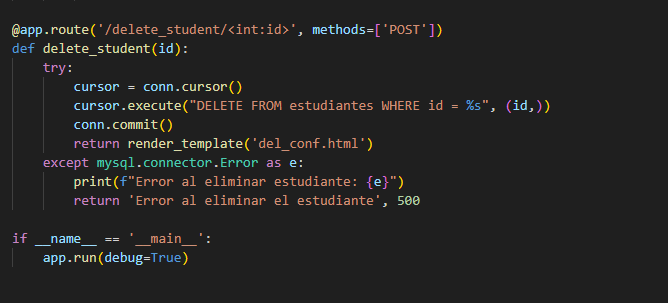 @app.route('/delete_student/<int:id>', methods=['POST'])
def delete_student(id):
    try:
        cursor = conn.cursor()
        cursor.execute("DELETE FROM estudiantes WHERE id = %s", (id,))
        conn.commit()
        return render_template('del_conf.html')
    except mysql.connector.Error as e:
        print(f"Error al eliminar estudiante: {e}")
        return 'Error al eliminar el estudiante', 500
if __name__ == '__main__':
    app.run(debug=True)